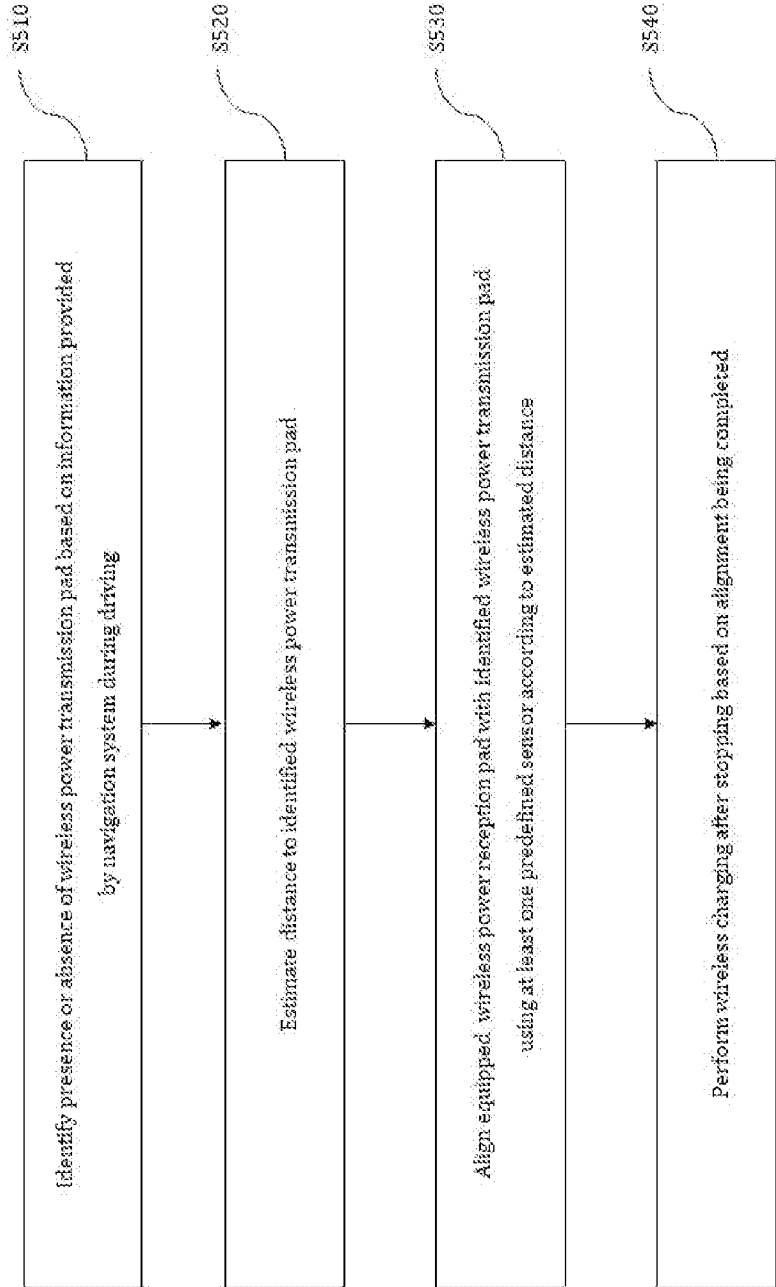 S510
Identify presence or absence of wireless power transmission pad based on information provided
by navigation system during driving
S520
Estimate distance to identified wireless power transmission pad
S530
Align equipped wireless power reception pad with identified wireless power transmission pad
using at least one predefined sensor according to estimated distance
S540
Perform wireless charging after stopping based on alignment being completed